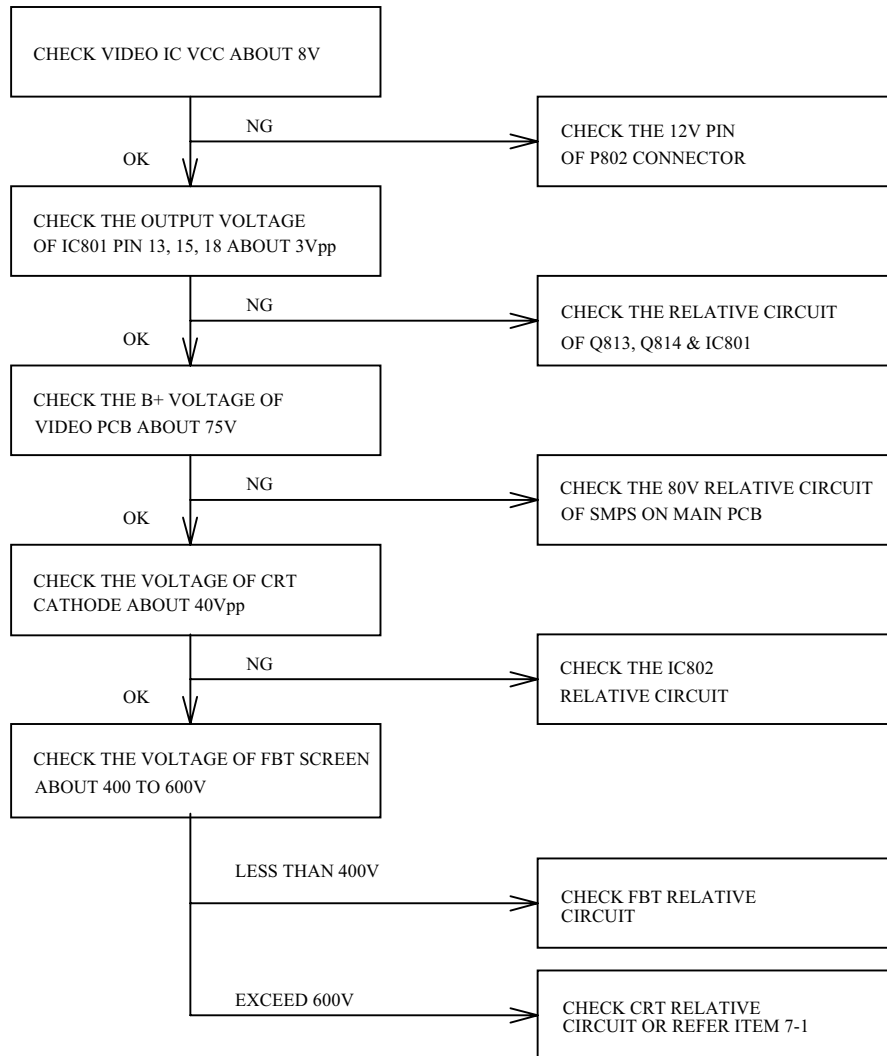 CHECK VIDEO IC VCC ABOUT 8V
NG
OK
CHECK THE 12V PIN
OF P802 CONNECTOR
CHECK THE OUTPUT VOLTAGE
OF IC801 PIN 13, 15, 18 ABOUT 3Vpp
NG
OK
CHECK THE RELATIVE CIRCUIT
OF Q813, Q814 & IC801
CHECK THE B+ VOLTAGE OF
VIDEO PCB ABOUT 75V
NG
OK
CHECK THE 80V RELATIVE CIRCUIT
OF SMPS ON MAIN PCB
CHECK THE VOLTAGE OF CRT
CATHODE ABOUT 40Vpp
NG
OK
CHECK THE IC802
RELATIVE CIRCUIT
CHECK THE VOLTAGE OF FBT SCREEN
ABOUT 400 TO 600V
LESS THAN 400V
CHECK FBT RELATIVE
CIRCUIT
EXCEED 600V
CHECK CRT RELATIVE
CIRCUIT OR REFER ITEM 7-1